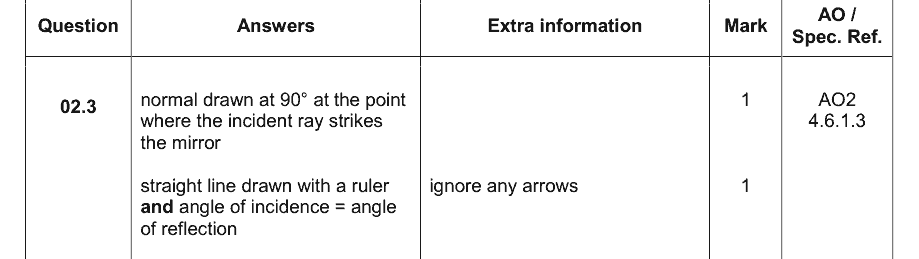 Question Answers Extra information Mark AO /
Spec. Ref.
02.3 normal drawn at 90° at the point 1 AO2
where the incident ray strikes 4.6.1.3
the mirror
straight line drawn with a ruler ignore any arrows 1
and angle of incidence = angle
of reflection